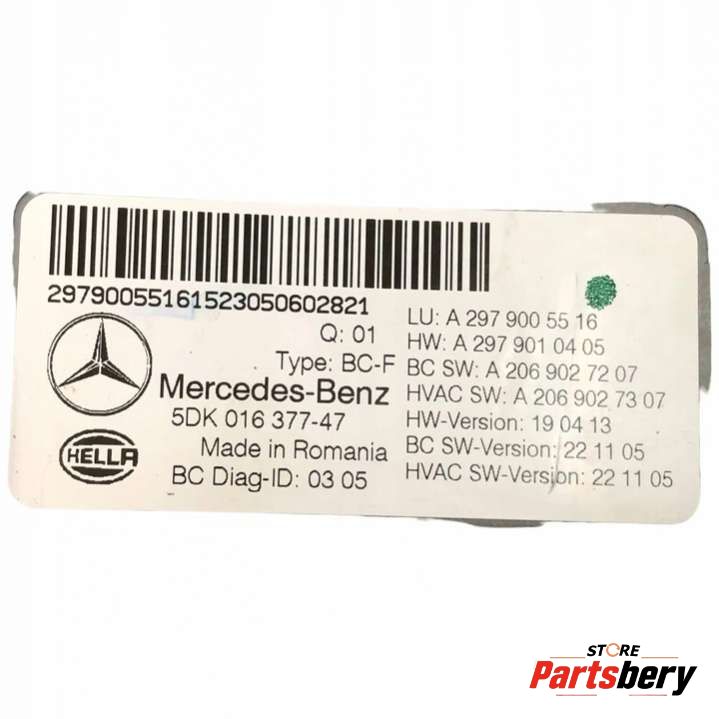 29790055161523050602821
Q: 01
Type: BC-F
Mercedes-Benz
5DK 016 377-47
HELLA
Made in Romania
BC Diag-ID: 03 05
LU: A 297 900 55 16
HW: A 297 901 04 05
BC SW: A 206 902 72 07
HVAC SW: A 206 902 73 07
HW-Version: 19 04 13
BC SW-Version: 22 11 05
HVAC SW-Version: 22 11 05
STORE
Partsbery